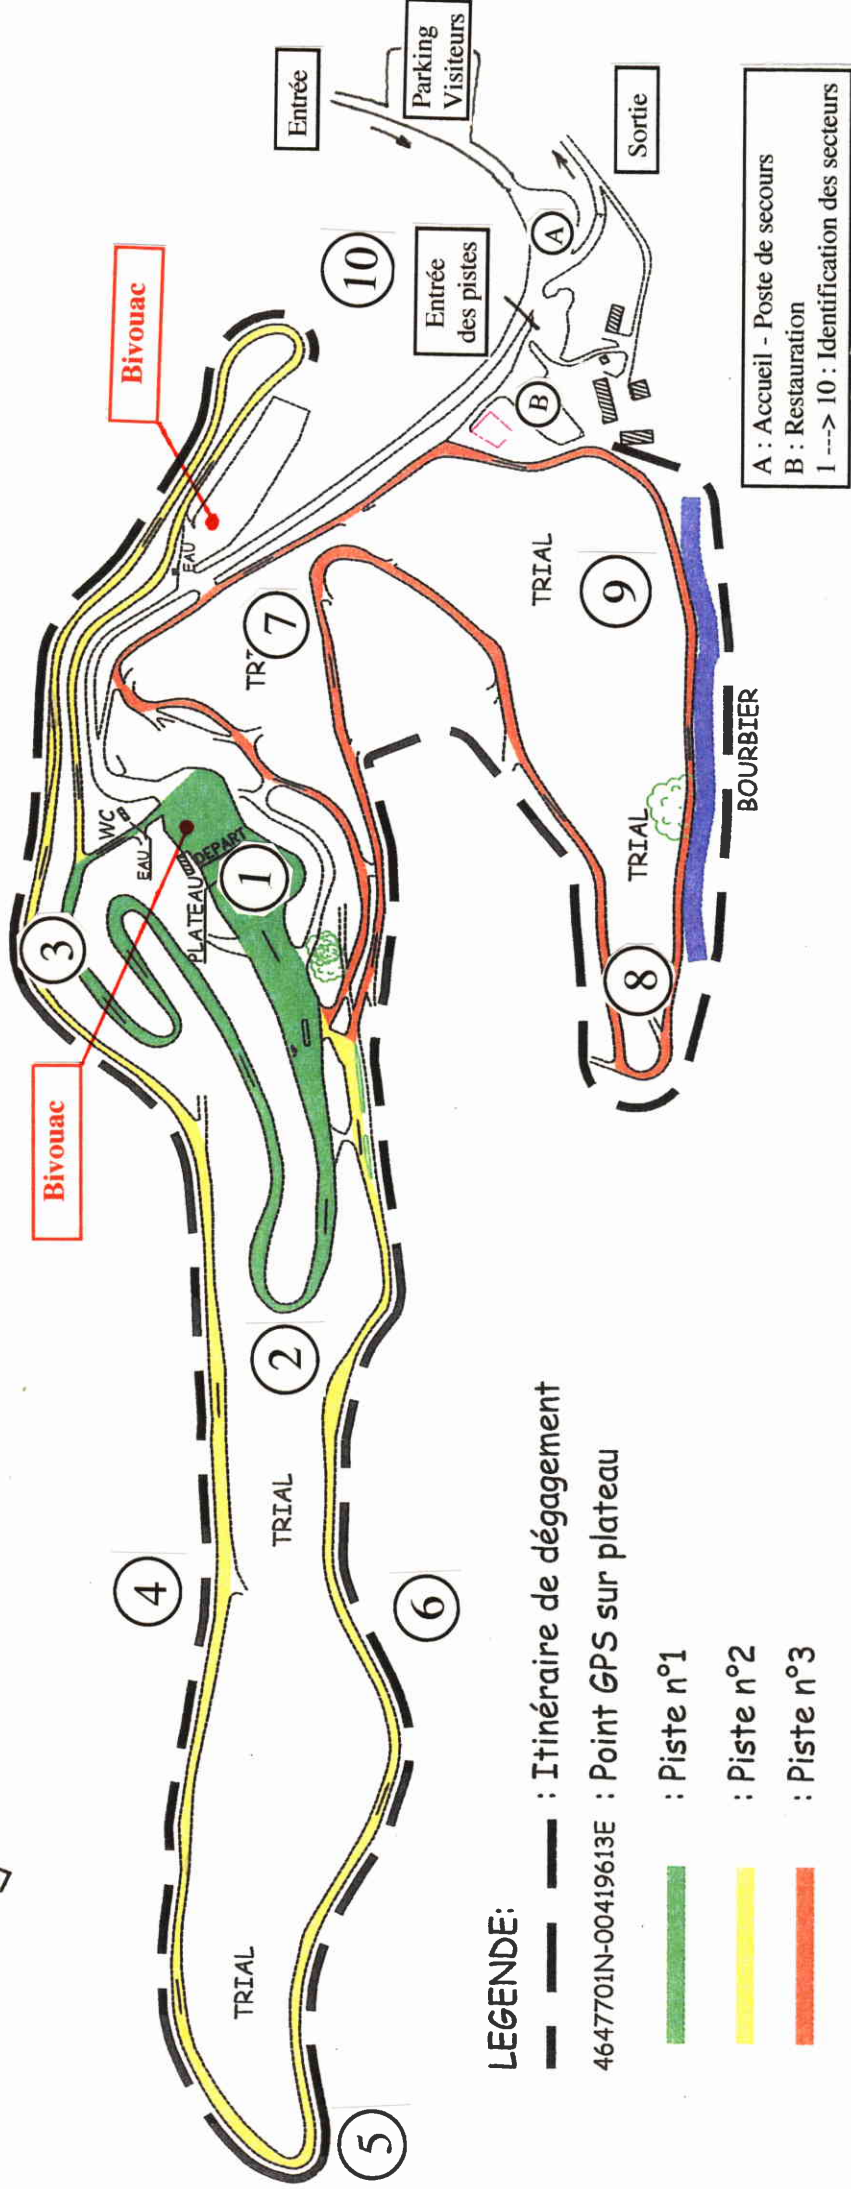 Entrée
Parking
Visiteurs
Sortie
A
Entrée
des pistes
10
B
Bivouac
EAU
7
TR
TRIAL
9
WC
EAU
DEPART
PLATEAU
1
3
Bivouac
TRIAL
8
BOURBIER
2
TRIAL
4
6
TRIAL
5
A : Accueil - Poste de secours
B : Restauration
1 ---> 10 : Identification des secteurs
LEGENDE:
: Itinéraire de dégagement
4647701N-00419613E : Point GPS sur plateau
: Piste n°1
: Piste n°2
: Piste n°3